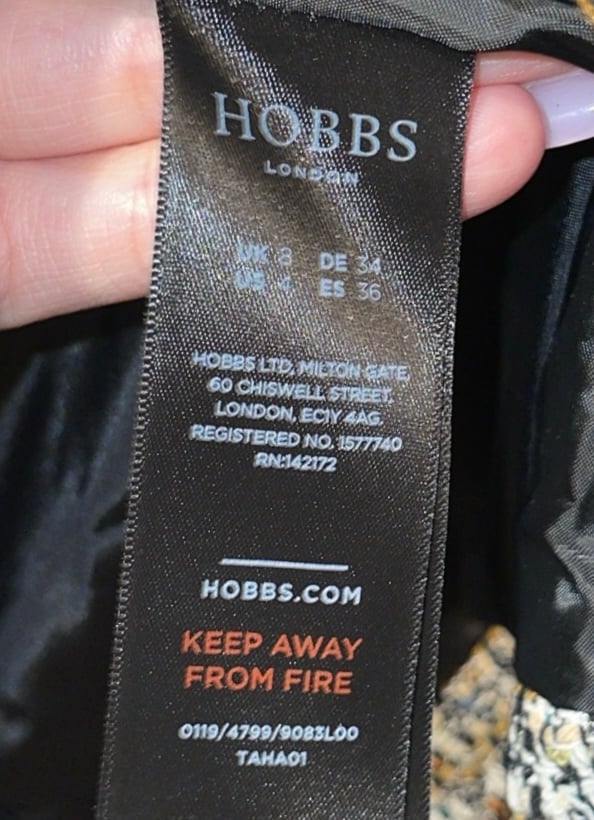 HOBBS
LONDON
UK 8 DE 34
US 4 ES 36
HOBBS LTD, MILTON GATE,
60 CHISWELL STREET,
LONDON, EC1Y 4AG.
REGISTERED NO. 1577740
RN:142172
HOBBS.COM
KEEP AWAY
FROM FIRE
0119/4799/9083L00
TAHA01